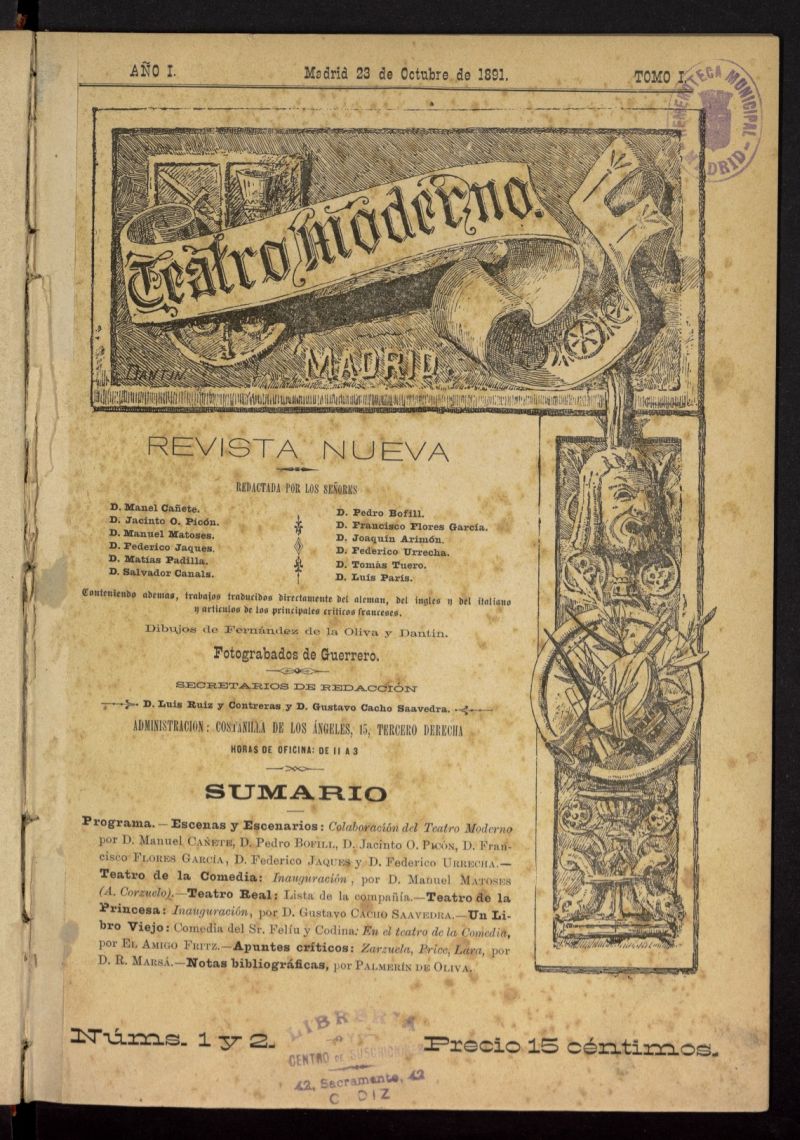 AÑO I.
Madrid 23 de Octubre de 1891.
TOMO I.
HEMEROTECA MUNICIPAL
MADRID
Teatro Moderno.
MADRID.
DANTIN
REVISTA NUEVA
REDACTADA POR LOS SEÑORES
D. Manel Cañete.
D. Jacinto O. Picón.
D. Manuel Matoses.
D. Federico Jaques.
D. Matías Padilla.
D. Salvador Canals.
D. Pedro Bofill.
D. Francisco Flores García.
D. Joaquín Arimón.
D. Federico Urrecha.
D. Tomás Tuero.
D. Luis París.
Conteniendo además, trabajos traducidos directamente del aleman, del ingles y del italiano
y artículos de los principales críticos franceses.
Dibujos de Fernández de la Oliva y Dantin.
Fotograbados de Guerrero.
SECRETARIOS DE REDACCIÓN
D. Luis Ruiz y Contreras y D. Gustavo Cacho Saavedra.
ADMINISTRACION: COSTANILLA DE LOS ÁNGELES, 15, TERCERO DERECHA
HORAS DE OFICINA: DE 11 A 3
SUMARIO
Programa.—Escenas y Escenarios: Colaboración del Teatro Moderno
por D. Manuel CAÑETE, D. Pedro BOFILL, D. Jacinto O. PICÓN, D. Fran-
cisco FLORES GARCÍA, D. Federico JAQUES y D. Federico URRECHA.—
Teatro de la Comedia: Inauguración, por D. Manuel MATOSES
(A. Corzuelo).—Teatro Real: Lista de la compañía.—Teatro de la
Princesa: Inauguración, por D. Gustavo CACHO SAAVEDRA.—Un Li-
bro Viejo: Comedia del Sr. Felíu y Codina: En el teatro de la Comedia,
por EL AMIGO FRITZ.—Apuntes críticos: Zarzuela, Price, Lara, por
D. R. MARSÁ.—Notas bibliográficas, por PALMERÍN DE OLIVA.
Núms. 1 y 2.
LIBRERIA
Y
CENTRO DE SUSCRICIONES
42, Sacramento, 42
CADIZ
Precio 15 céntimos.